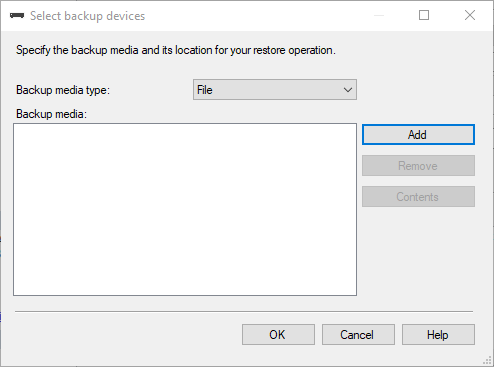 Select backup devices
Specify the backup media and its location for your restore operation.
Backup media type:
File
Backup media:
Add
Remove
Contents
OK
Cancel
Help